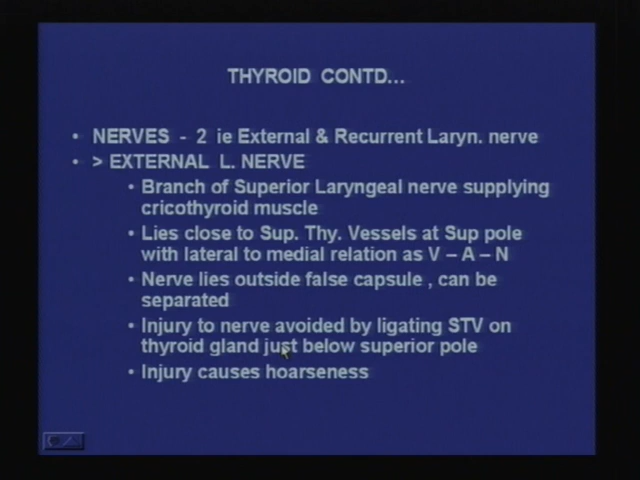 THYROID CONTD...
• NERVES - 2 ie External & Recurrent Laryn. nerve
• > EXTERNAL L. NERVE
• Branch of Superior Laryngeal nerve supplying
cricothyroid muscle
• Lies close to Sup. Thy. Vessels at Sup pole
with lateral to medial relation as V – A – N
• Nerve lies outside false capsule , can be
separated
• Injury to nerve avoided by ligating STV on
thyroid gland just below superior pole
• Injury causes hoarseness